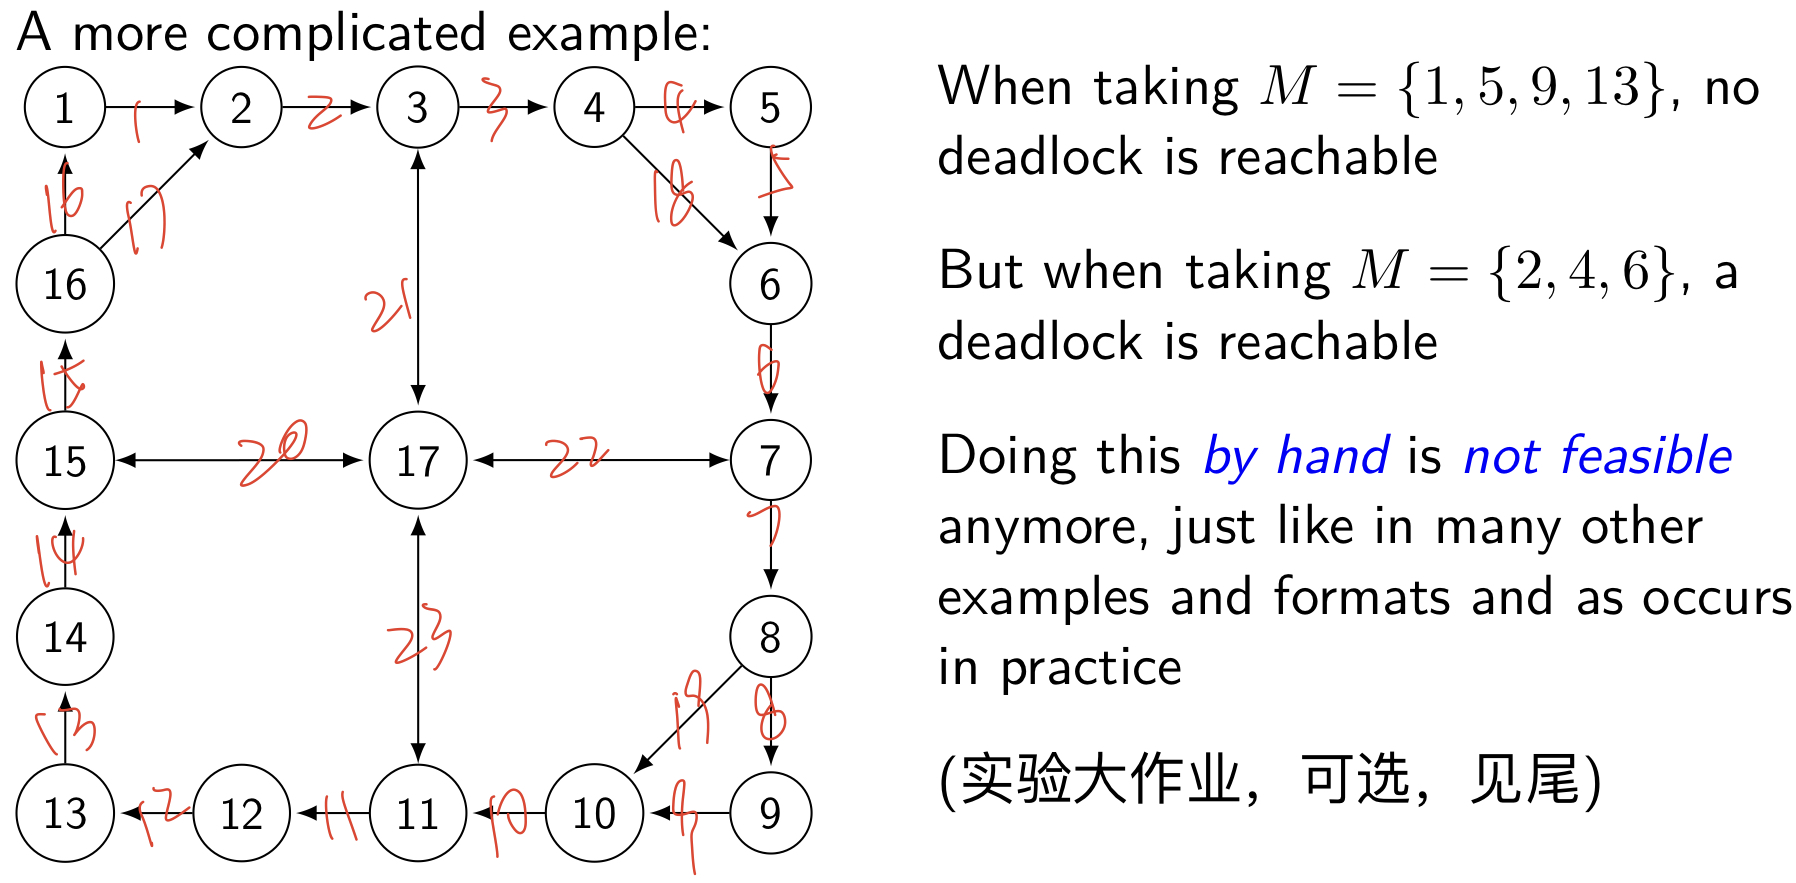 A more complicated example:
1 1 2 2 3 3 4 4 5
16 17 18 5
16 6
21
15 6
15 20 17 22 7
14 7
14 23 8
13 19 8
13 12 12 11 11 10 10 9 9
When taking M = {1, 5, 9, 13}, no
deadlock is reachable
But when taking M = {2, 4, 6}, a
deadlock is reachable
Doing this by hand is not feasible
anymore, just like in many other
examples and formats and as occurs
in practice
(实验大作业，可选，见尾)